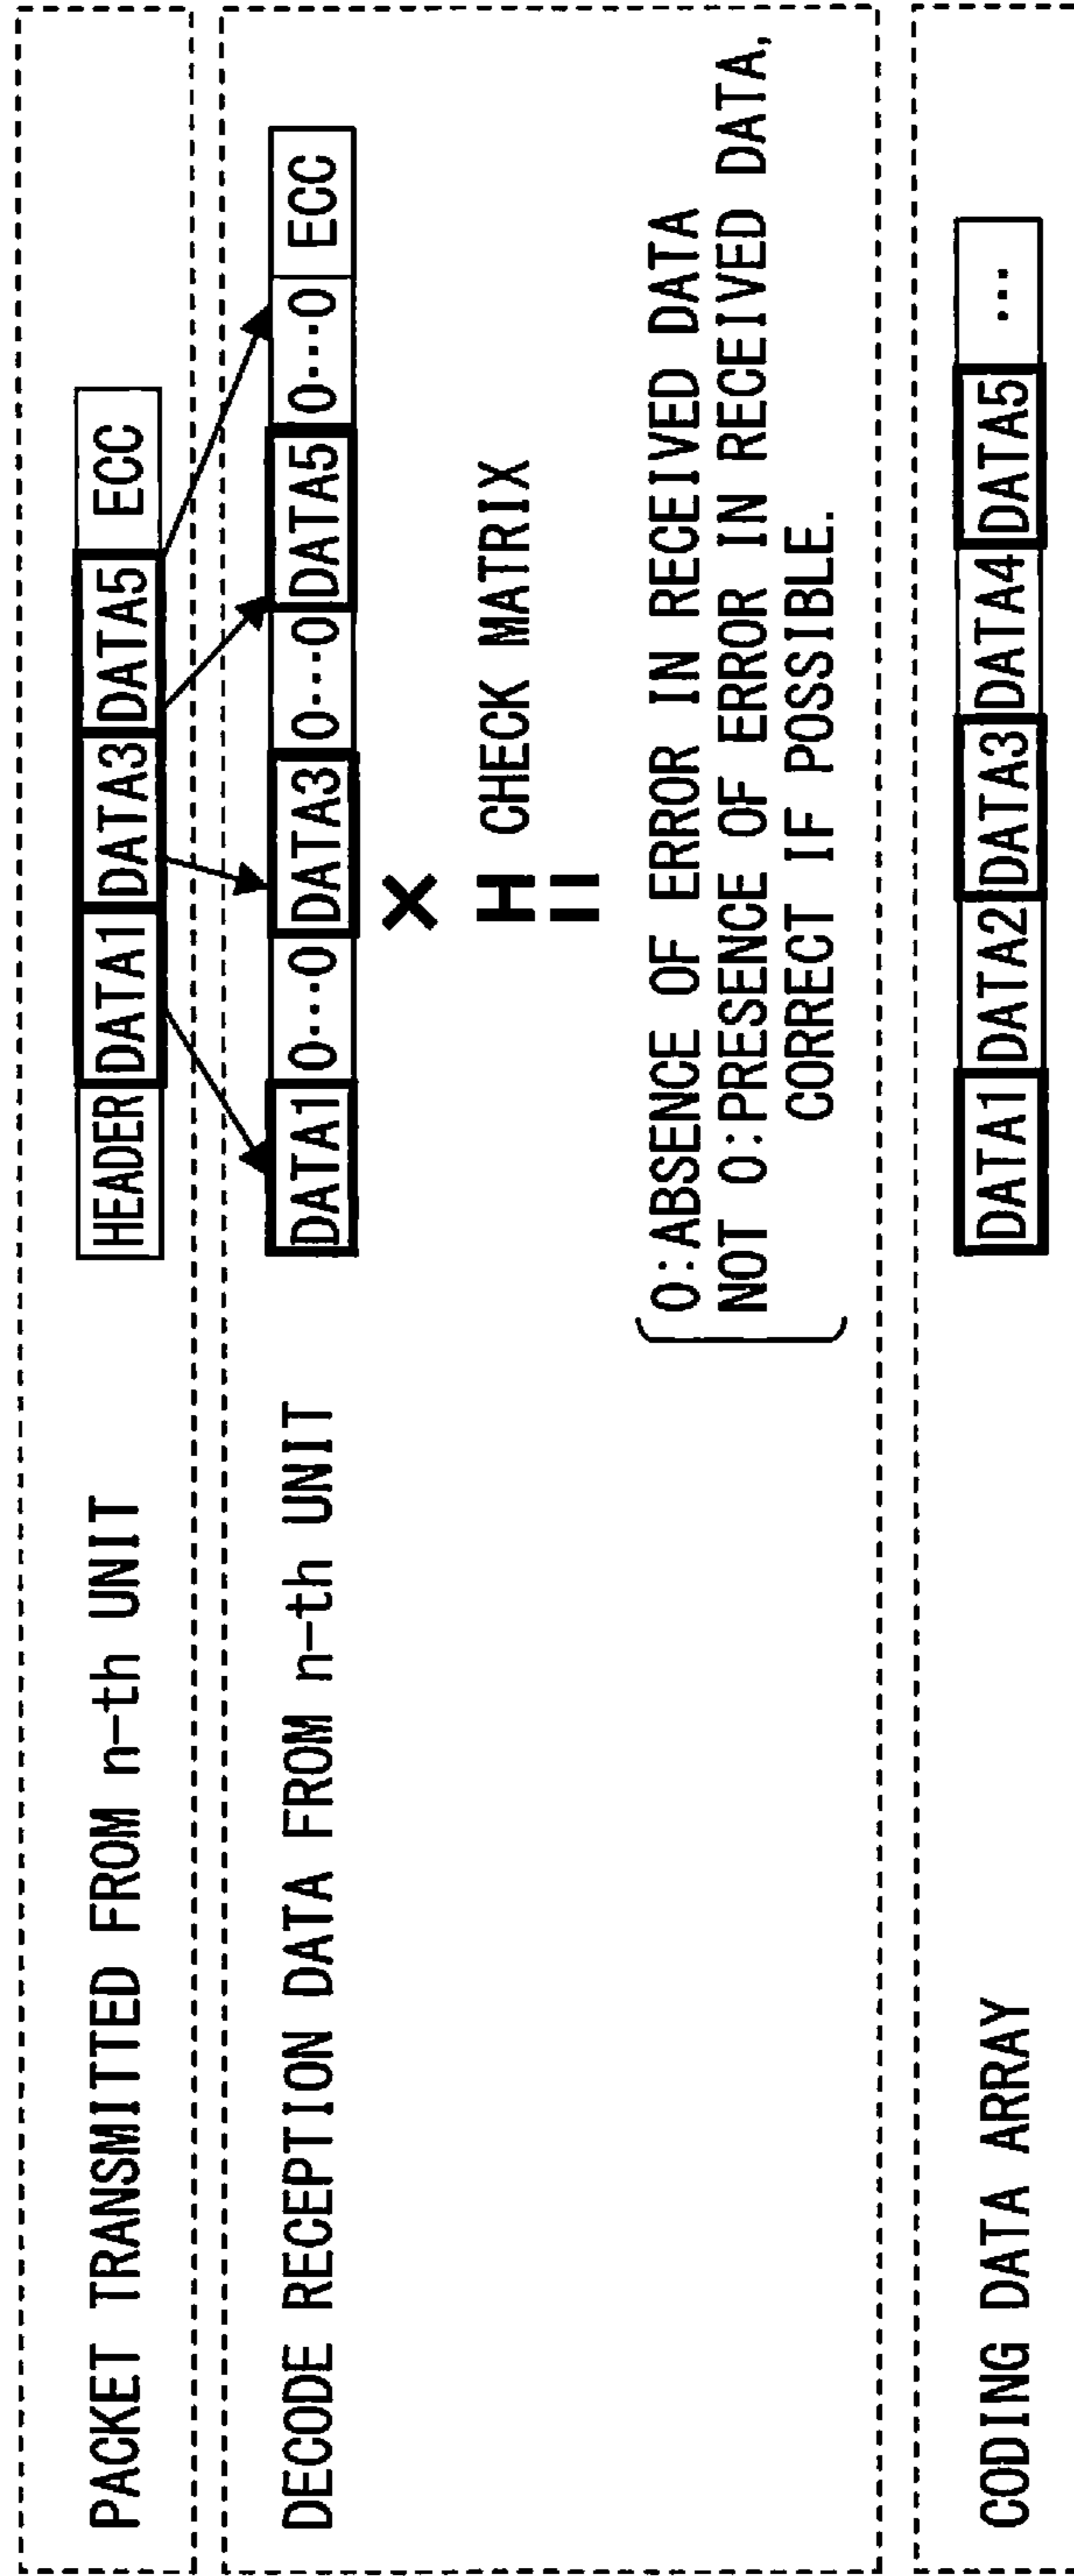 PACKET TRANSMITTED FROM n-th UNIT
HEADER DATA1 DATA3 DATA5 ECC
DECODE RECEPTION DATA FROM n-th UNIT
DATA1 0···0 DATA3 0···0 DATA5 0···0 ECC
×
H CHECK MATRIX
=
0:ABSENCE OF ERROR IN RECEIVED DATA
NOT 0:PRESENCE OF ERROR IN RECEIVED DATA,
CORRECT IF POSSIBLE.
CODING DATA ARRAY
DATA1 DATA2 DATA3 DATA4 DATA5 ···